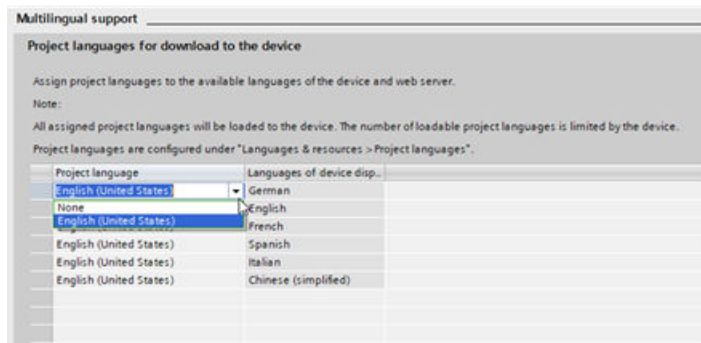 Multilingual support
Project languages for download to the device
Assign project languages to the available languages of the device and web server.
Note:
All assigned project languages will be loaded to the device. The number of loadable project languages is limited by the device.
Project languages are configured under "Languages & resources > Project languages".
Project language Languages of device disp..
English (United States) German
None English
English (United States) French
English (United States) Spanish
English (United States) Italian
English (United States) Chinese (simplified)